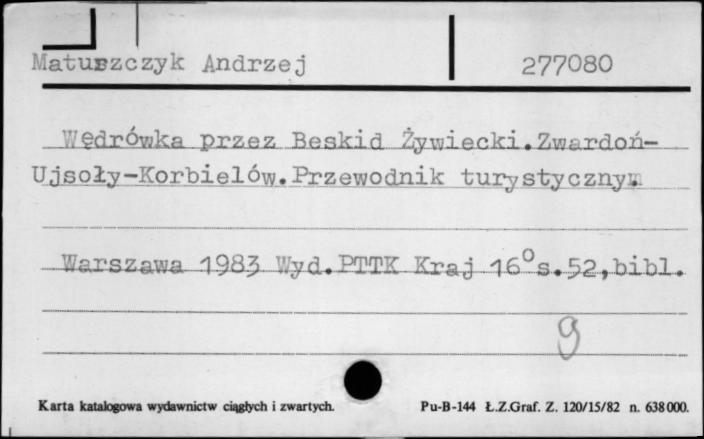 Matuszczyk Andrzej 277080
Wędrówka przez Beskid Żywiecki.Zwardoń-
Ujsoły-Korbielów.Przewodnik turystyczny.
Warszawa 1983 Wyd.PTTK Kraj 16° s.52,bibl.
9
Karta katalogowa wydawnictw ciągłych i zwartych. Pu-B-144 Ł.Z.Graf. Z. 120/15/82 n. 638000.